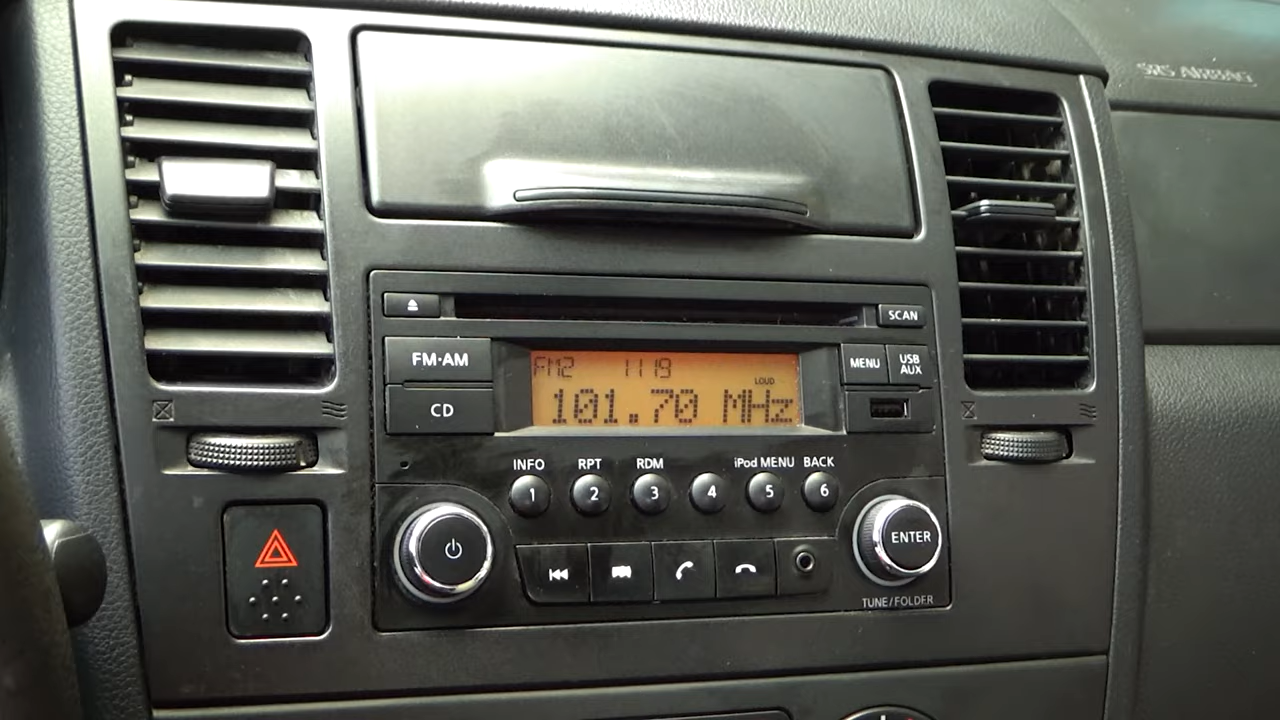 SRS AIRBAG
SCAN
FM·AM
MENU
USB
AUX
CD
FM2 11 19
LOUD
101.70 MHz
INFO RPT RDM iPod MENU BACK
1 2 3 4 5 6
ENTER
TUNE/FOLDER